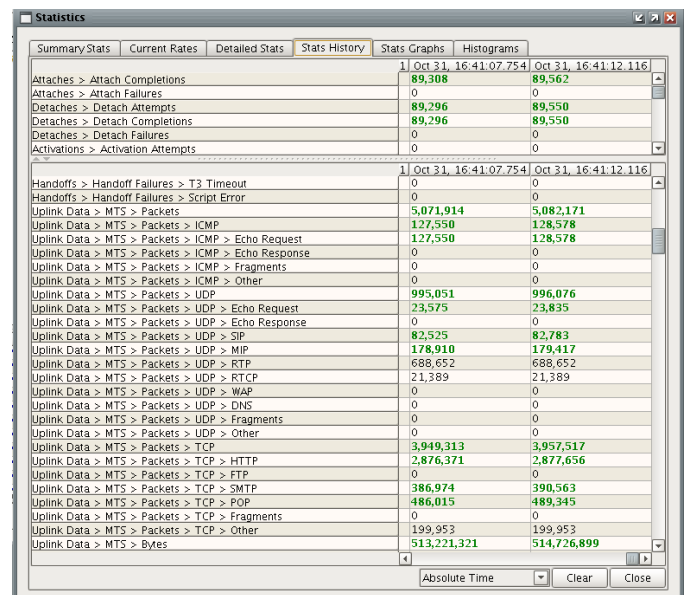 Statistics
Summary Stats Current Rates Detailed Stats Stats History Stats Graphs Histograms
1 Oct 31, 16:41:07.754 Oct 31, 16:41:12.116
Attaches > Attach Completions 89,308 89,562
Attaches > Attach Failures 0 0
Detaches > Detach Attempts 89,296 89,550
Detaches > Detach Completions 89,296 89,550
Detaches > Detach Failures 0 0
Activations > Activation Attempts 0 0
1 Oct 31, 16:41:07.754 Oct 31, 16:41:12.116
Handoffs > Handoff Failures > T3 Timeout 0 0
Handoffs > Handoff Failures > Script Error 0 0
Uplink Data > MTS > Packets 5,071,914 5,082,171
Uplink Data > MTS > Packets > ICMP 127,550 128,578
Uplink Data > MTS > Packets > ICMP > Echo Request 127,550 128,578
Uplink Data > MTS > Packets > ICMP > Echo Response 0 0
Uplink Data > MTS > Packets > ICMP > Fragments 0 0
Uplink Data > MTS > Packets > ICMP > Other 0 0
Uplink Data > MTS > Packets > UDP 995,051 996,076
Uplink Data > MTS > Packets > UDP > Echo Request 23,575 23,835
Uplink Data > MTS > Packets > UDP > Echo Response 0 0
Uplink Data > MTS > Packets > UDP > SIP 82,525 82,783
Uplink Data > MTS > Packets > UDP > MIP 178,910 179,417
Uplink Data > MTS > Packets > UDP > RTP 688,652 688,652
Uplink Data > MTS > Packets > UDP > RTCP 21,389 21,389
Uplink Data > MTS > Packets > UDP > WAP 0 0
Uplink Data > MTS > Packets > UDP > DNS 0 0
Uplink Data > MTS > Packets > UDP > Fragments 0 0
Uplink Data > MTS > Packets > UDP > Other 0 0
Uplink Data > MTS > Packets > TCP 3,949,313 3,957,517
Uplink Data > MTS > Packets > TCP > HTTP 2,876,371 2,877,656
Uplink Data > MTS > Packets > TCP > FTP 0 0
Uplink Data > MTS > Packets > TCP > SMTP 386,974 390,563
Uplink Data > MTS > Packets > TCP > POP 486,015 489,345
Uplink Data > MTS > Packets > TCP > Fragments 0 0
Uplink Data > MTS > Packets > TCP > Other 199,953 199,953
Uplink Data > MTS > Bytes 513,221,321 514,726,899
Absolute Time Clear Close